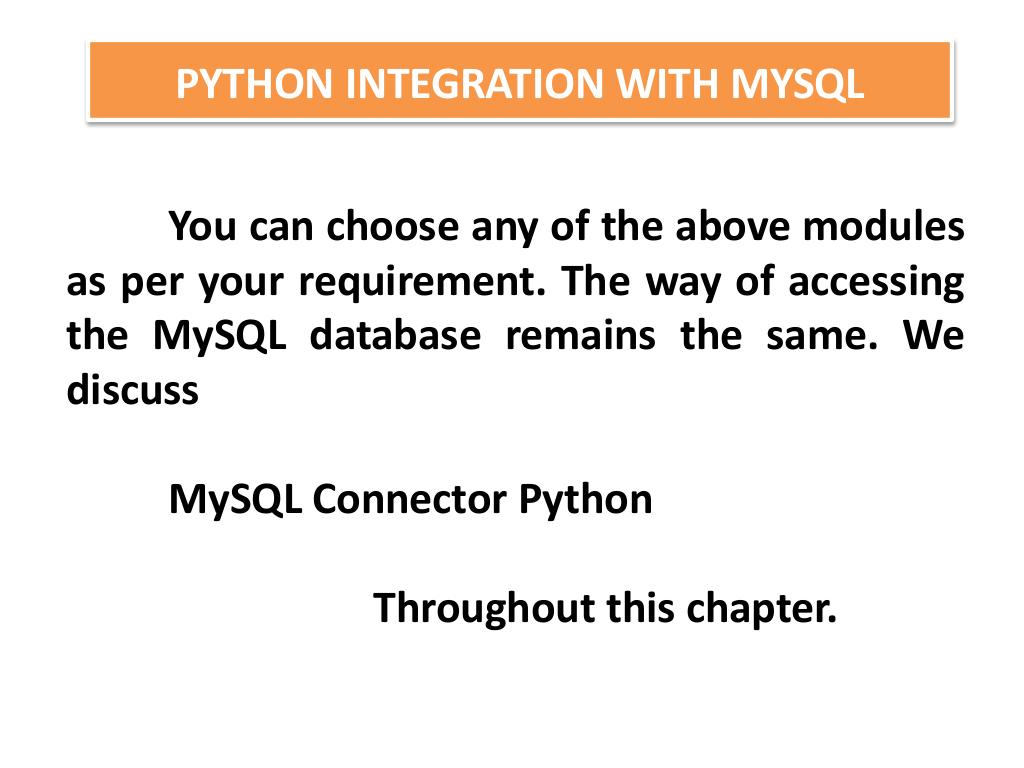 PYTHON INTEGRATION WITH MYSQL
You can choose any of the above modules
as per your requirement. The way of accessing
the MySQL database remains the same. We
discuss
MySQL Connector Python
Throughout this chapter.